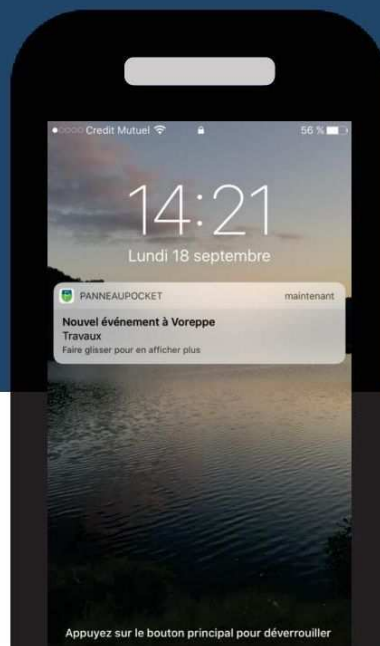 Credit Mutuel 56 %
14:21
Lundi 18 septembre
PANNEAUPOCKET maintenant
Nouvel événement à Voreppe
Travaux
Faire glisser pour en afficher plus
Appuyez sur le bouton principal pour déverrouiller